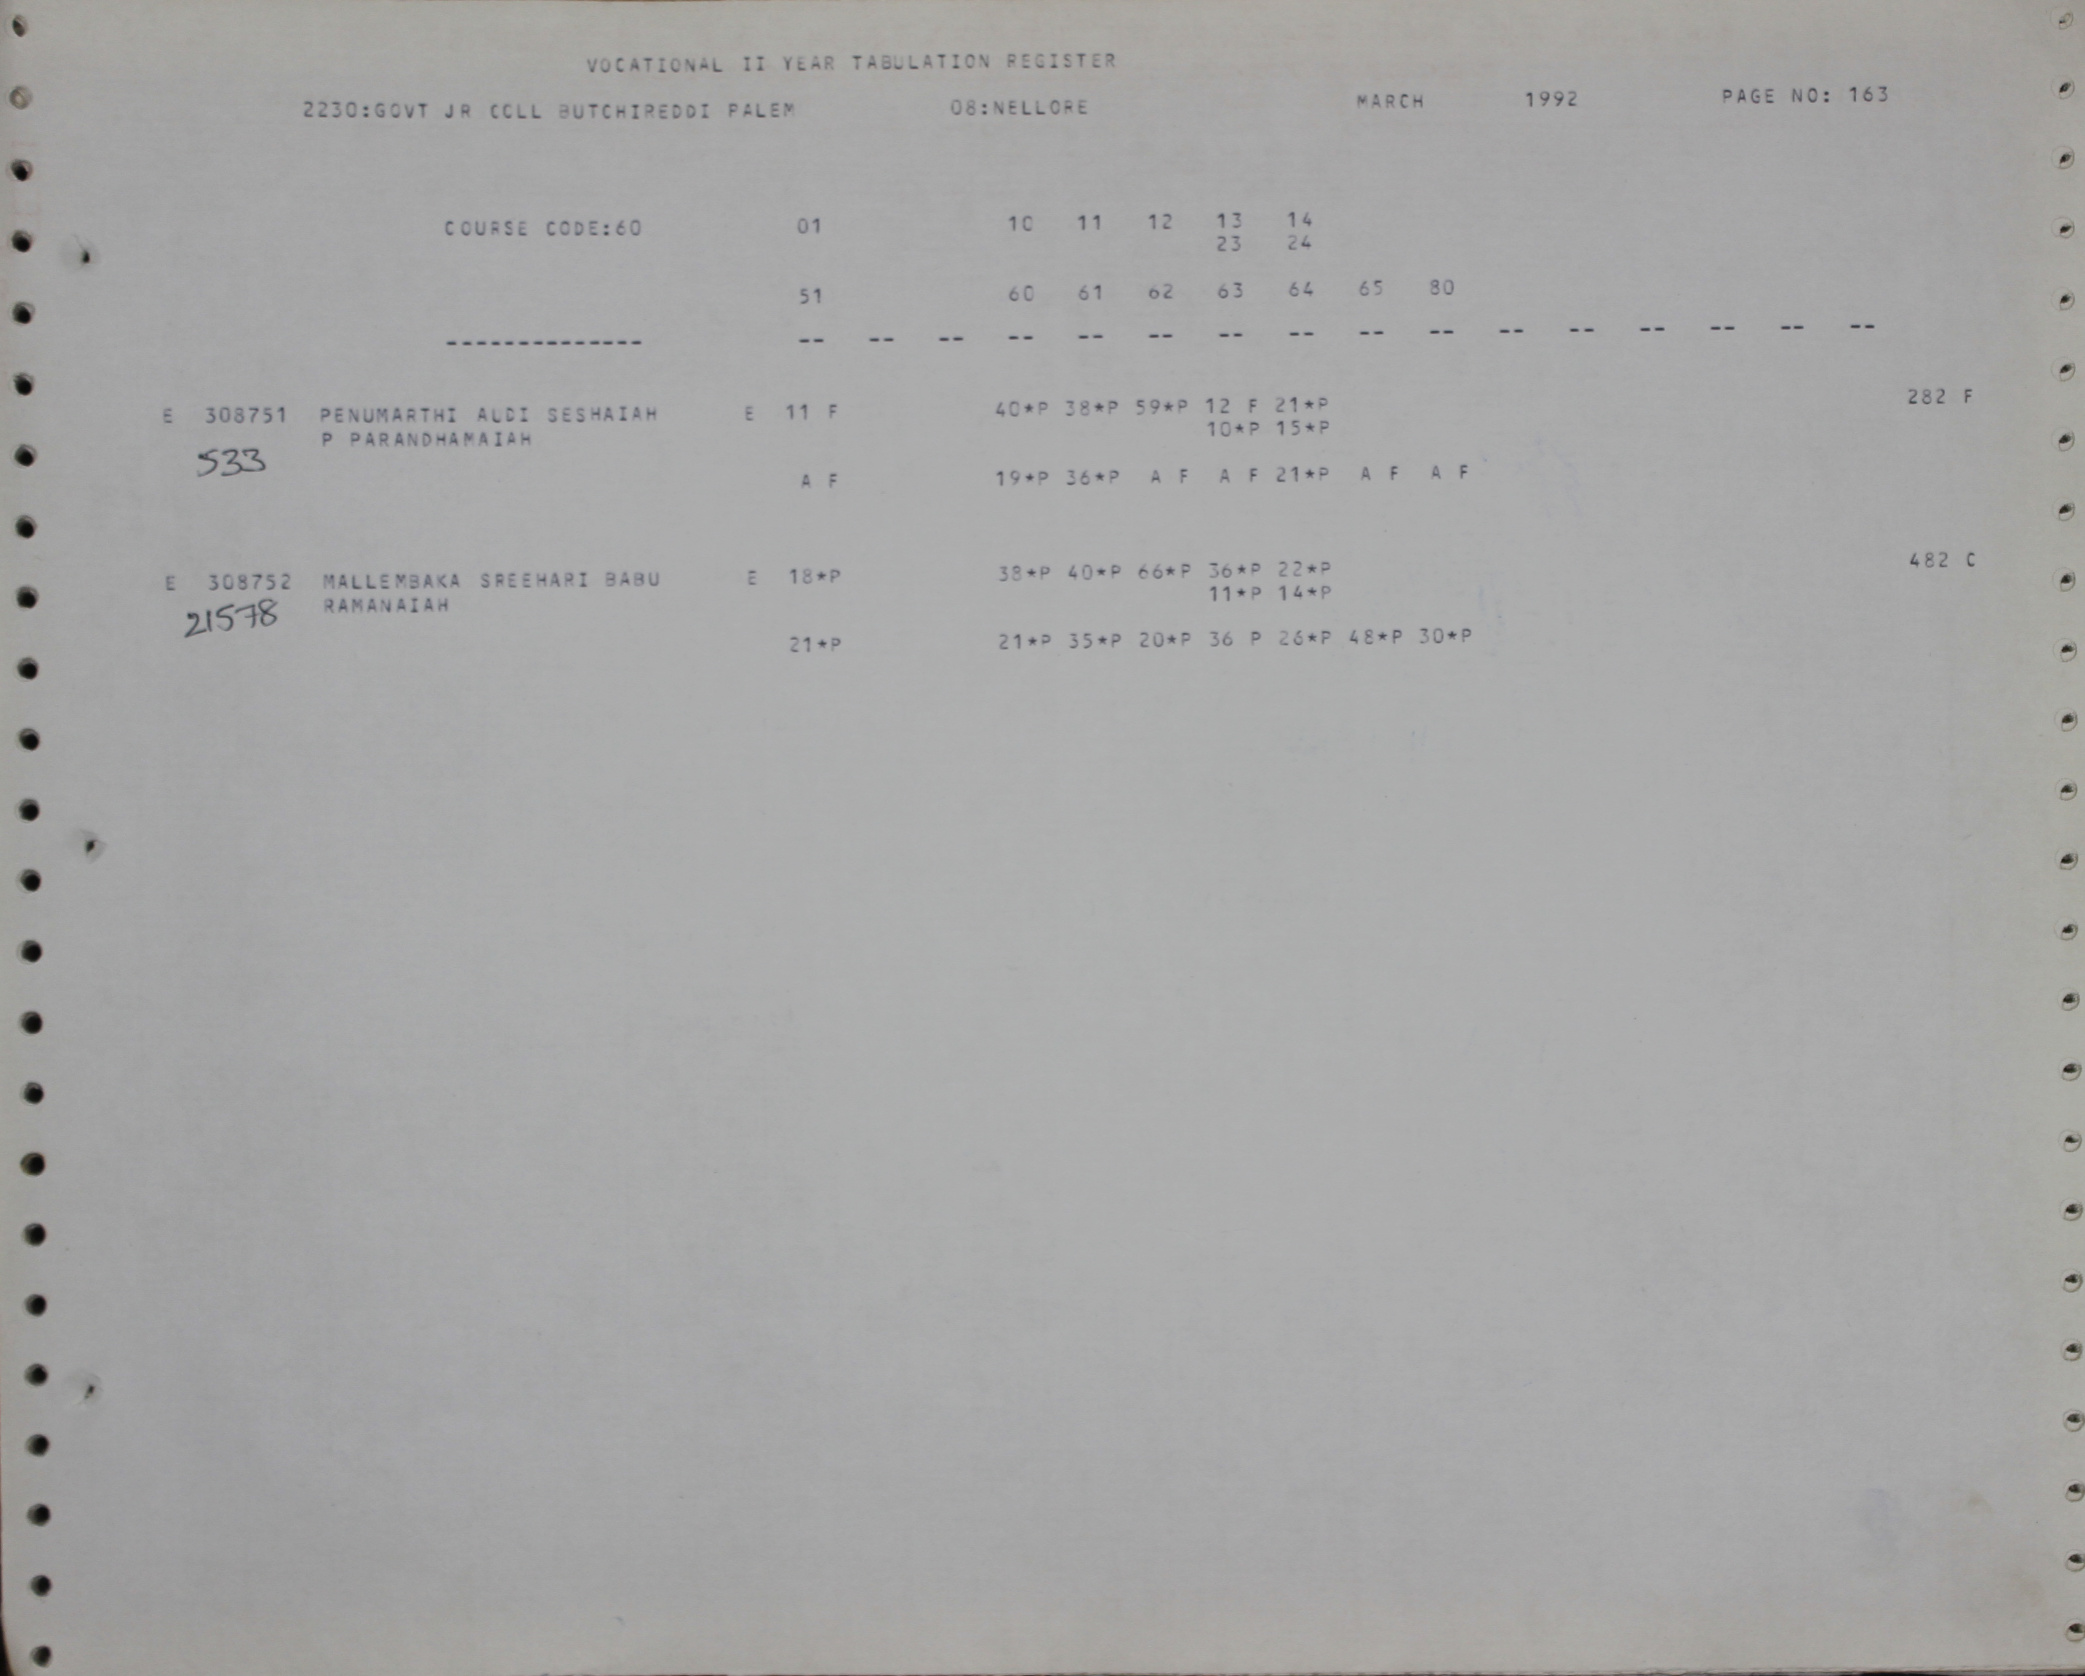 VOCATIONAL II YEAR TABULATION REGISTER
2230:GOVT JR COLL BUTCHIREDDI PALEM 08:NELLORE MARCH 1992 PAGE NO: 163
COURSE CODE:60 01 10 11 12 13 14
23 24
51 60 61 62 63 64 65 80
-------------- -- -- -- -- -- -- -- -- -- -- -- -- -- -- -- --
E 308751 PENUMARTHI AUDI SESHAIAH E 11 F 40*P 38*P 59*P 12 F 21*P 282 F
P PARANDHAMAIAH 10*P 15*P
533
A F 19*P 36*P A F A F 21*P A F A F
E 308752 MALLEMBAKA SREEHARI BABU E 18*P 38*P 40*P 66*P 36*P 22*P 482 C
RAMANAIAH 11*P 14*P
21578
21*P 21*P 35*P 20*P 36 P 26*P 48*P 30*P